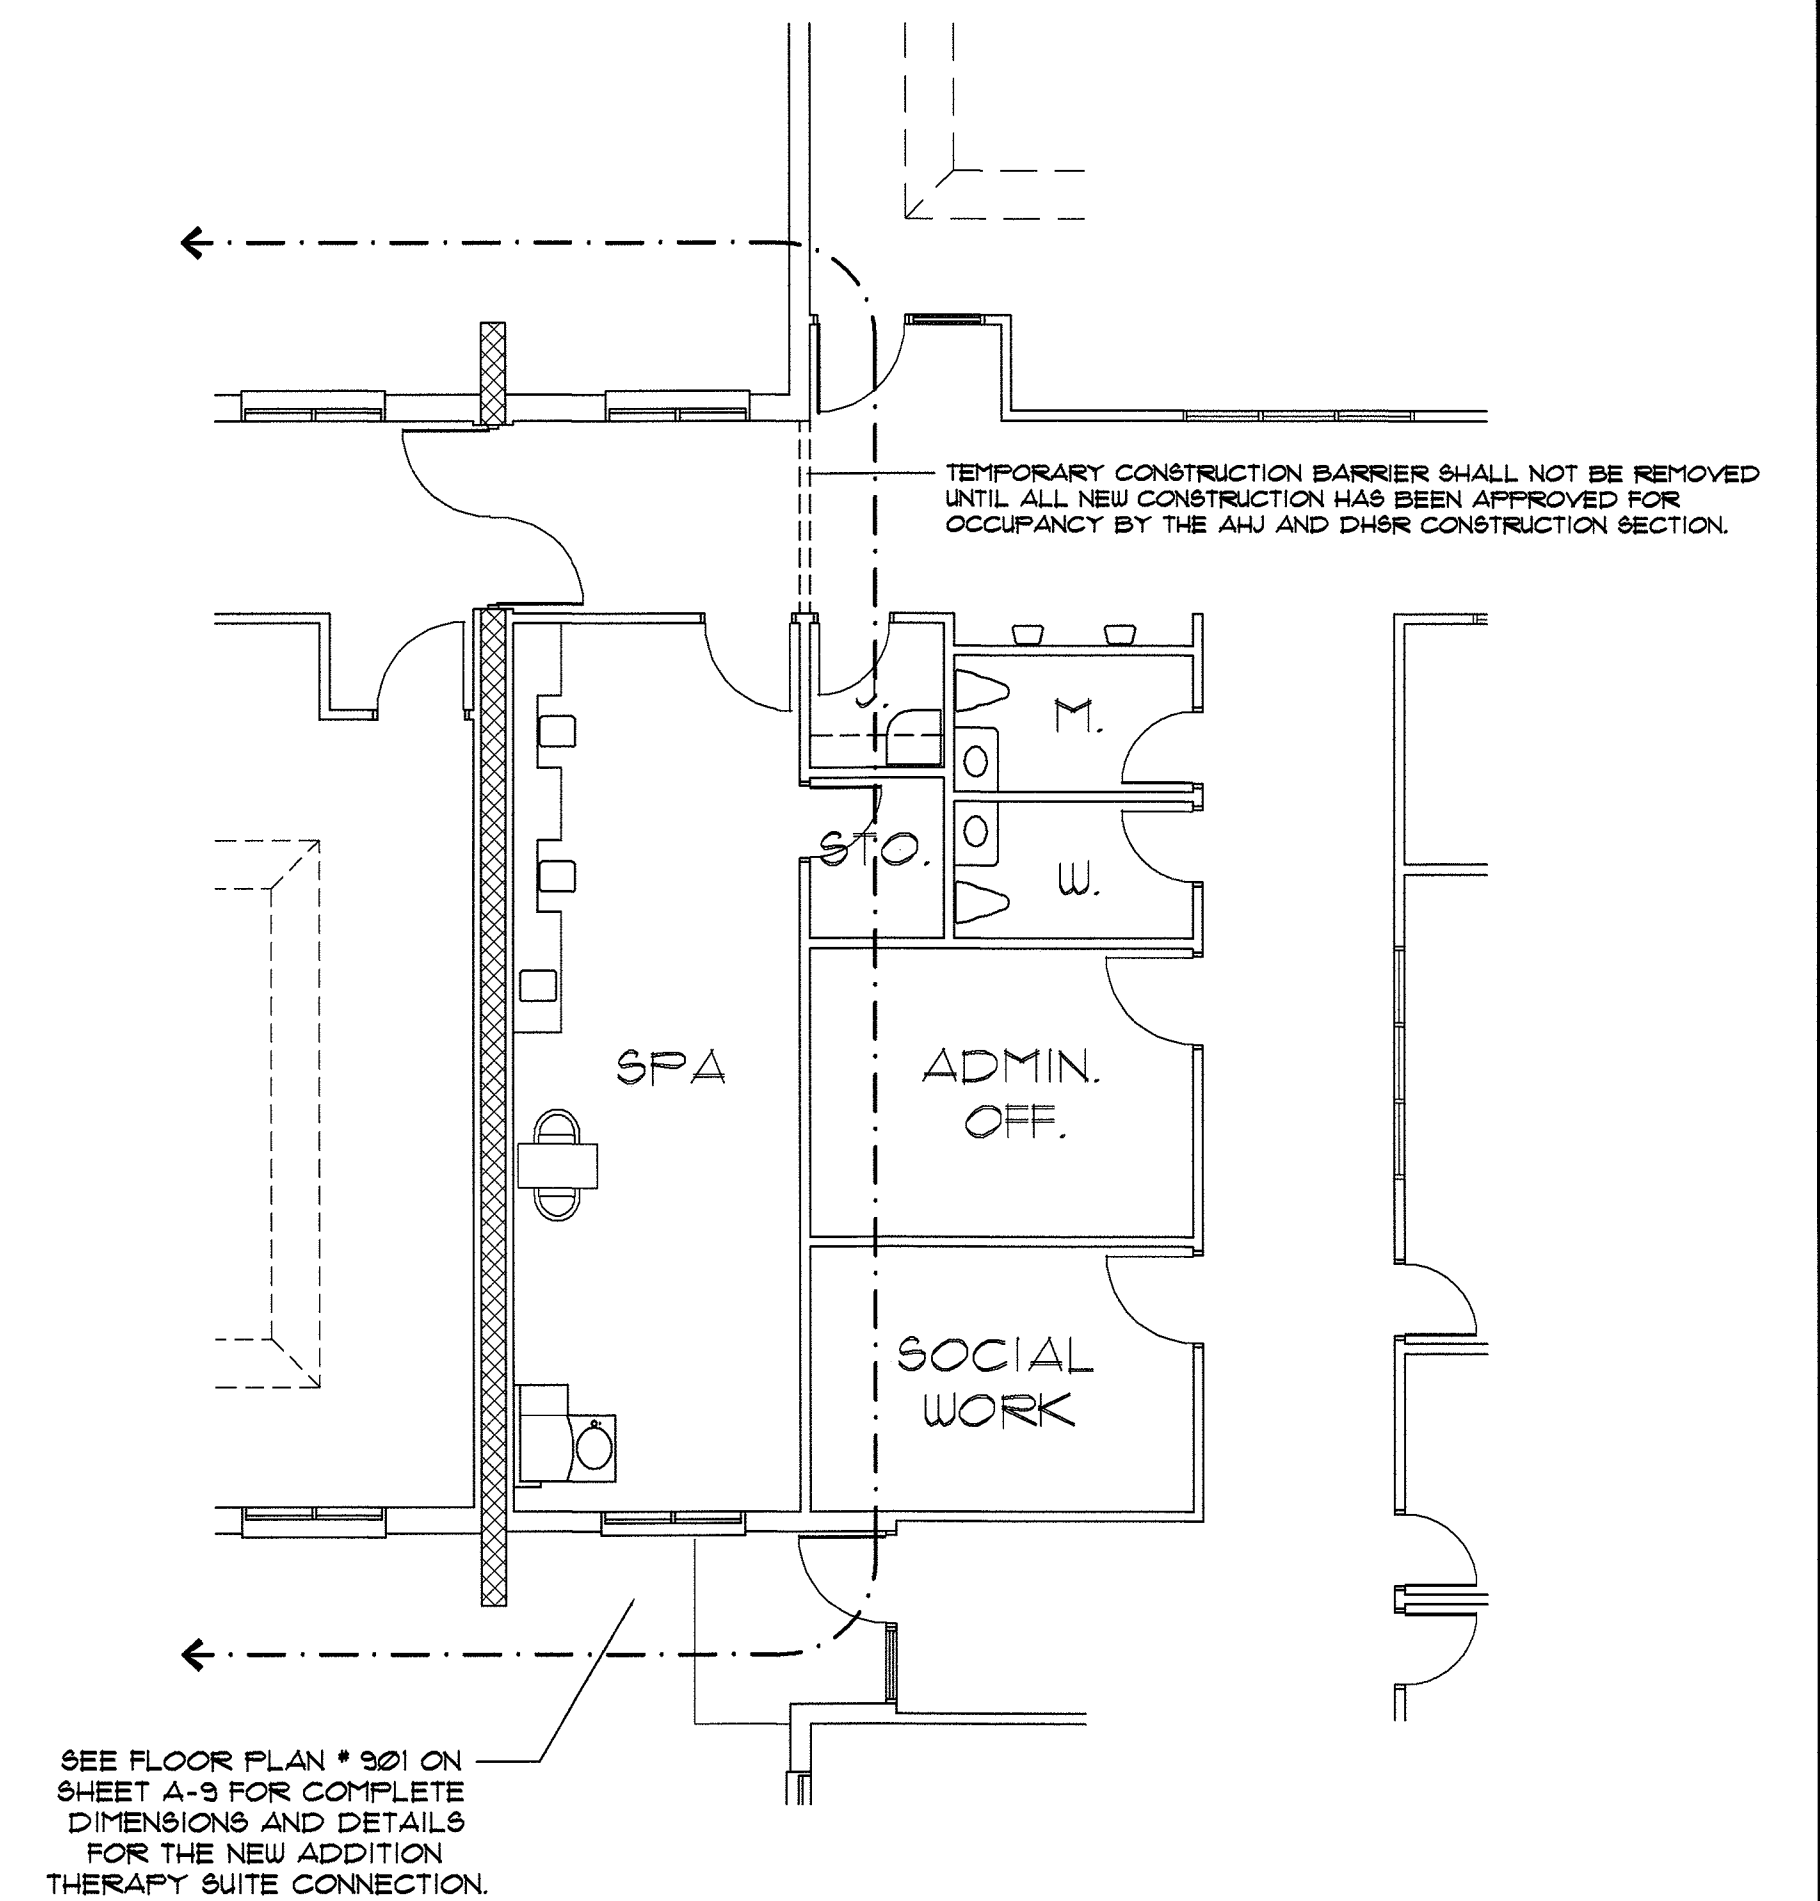 TEMPORARY CONSTRUCTION BARRIER SHALL NOT BE REMOVED
UNTIL ALL NEW CONSTRUCTION HAS BEEN APPROVED FOR
OCCUPANCY BY THE AHJ AND DHSR CONSTRUCTION SECTION.
J.
M.
STO.
W.
SPA
ADMIN.
OFF.
SOCIAL
WORK
SEE FLOOR PLAN # 901 ON
SHEET A-9 FOR COMPLETE
DIMENSIONS AND DETAILS
FOR THE NEW ADDITION
THERAPY SUITE CONNECTION.